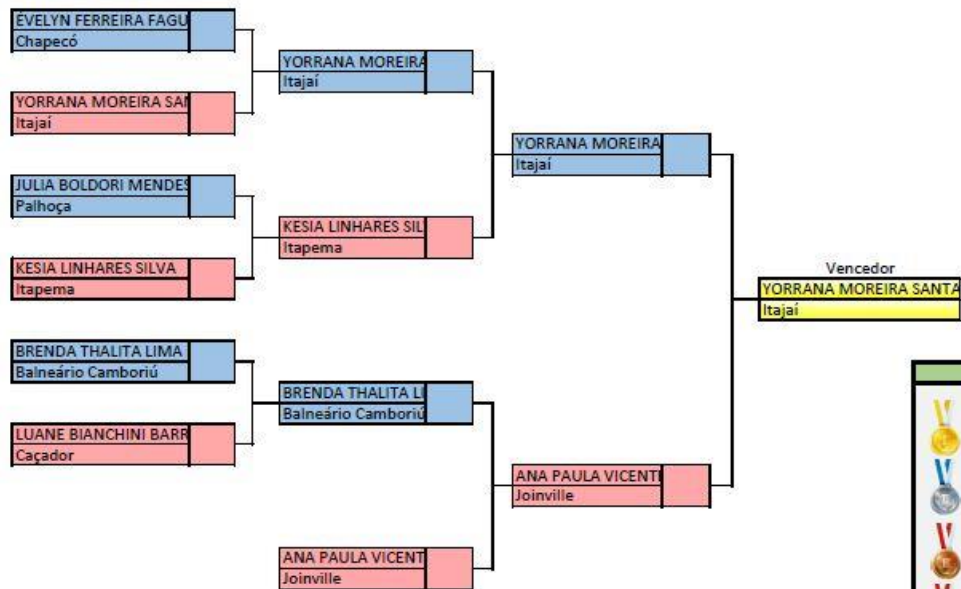 ÉVELYN FERREIRA FAGU
Chapecó
YORRANA MOREIRA SAN
Itajaí
JULIA BOLDORI MENDES
Palhoça
KESIA LINHARES SILVA
Itapema
BRENDA THALITA LIMA
Balneário Camboriú
LUANE BIANCHINI BARR
Caçador
YORRANA MOREIRA
Itajaí
KESIA LINHARES SIL
Itapema
BRENDA THALITA LI
Balneário Camboriú
ANA PAULA VICENT
Joinville
YORRANA MOREIRA
Itajaí
ANA PAULA VICENTE
Joinville
Vencedor
YORRANA MOREIRA SANTA
Itajaí